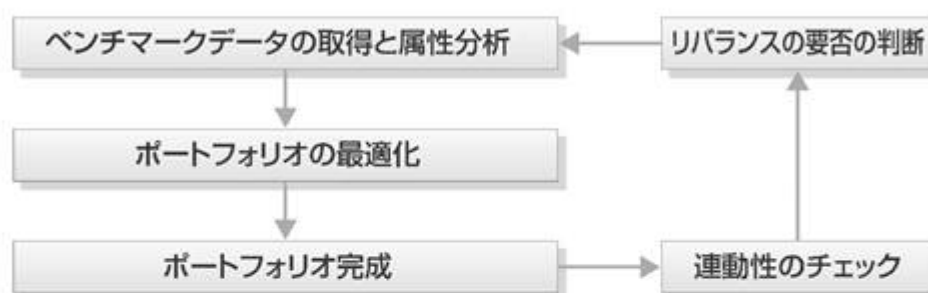 ベンチマークデータの取得と属性分析
リバランスの要否の判断
ポートフォリオの最適化
ポートフォリオ完成
連動性のチェック